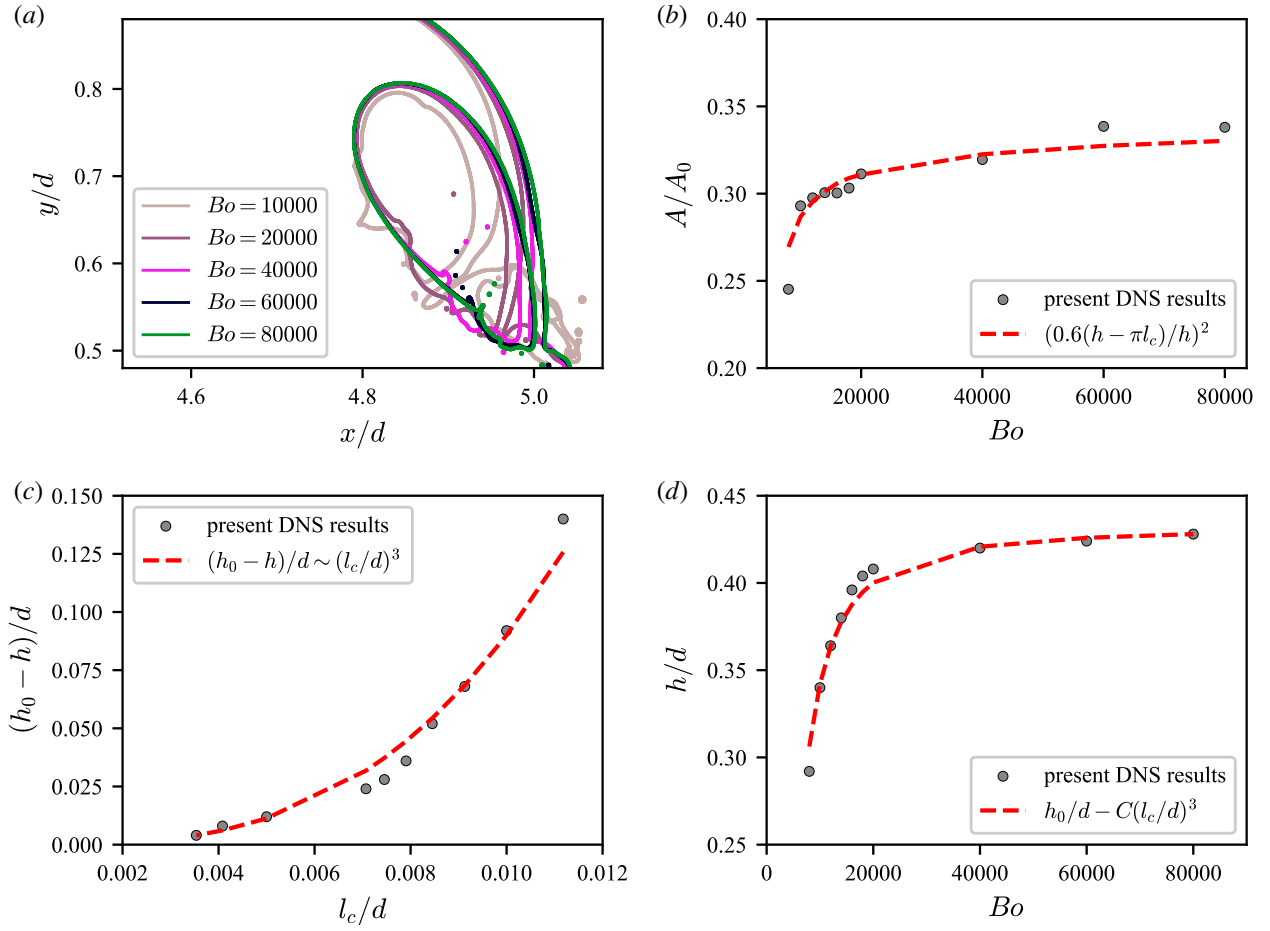 (a)
0.8
0.7
0.6
0.5
y/d
Bo = 10000
Bo = 20000
Bo = 40000
Bo = 60000
Bo = 80000
4.6 4.8 5.0
x/d
(b)
0.40
0.35
0.30
0.25
0.20
A/A₀
present DNS results
(0.6(h − πl_c)/h)²
20000 40000 60000 80000
Bo
(c)
0.150
0.125
0.100
0.075
0.050
0.025
0.000
(h₀ − h)/d
present DNS results
(h₀ − h)/d ~ (l_c/d)³
0.002 0.004 0.006 0.008 0.010 0.012
l_c/d
(d)
0.45
0.40
0.35
0.30
0.25
h/d
present DNS results
h₀/d − C(l_c/d)³
0 20000 40000 60000 80000
Bo